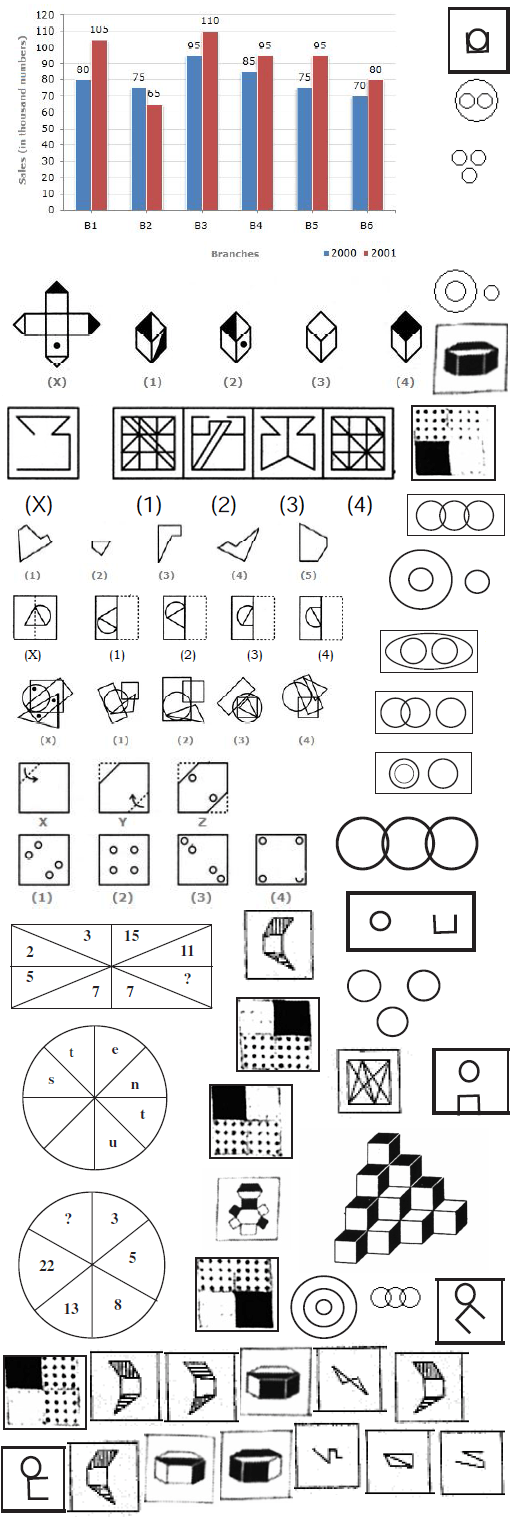 Sales (in thousand numbers)
120
110
100
90
80
70
60
50
40
30
20
10
0
80 105
75 65
95 110
85 95
75 95
70 80
B1 B2 B3 B4 B5 B6
Branches
2000 2001
(X) (1) (2) (3) (4)
(X) (1) (2) (3) (4)
(1) (2) (3) (4) (5)
(X) (1) (2) (3) (4)
(X) (1) (2) (3) (4)
X Y Z
(1) (2) (3) (4)
3 15
2 11
5 ?
7 7
t e
s n
t
u
? 3
22 5
13 8